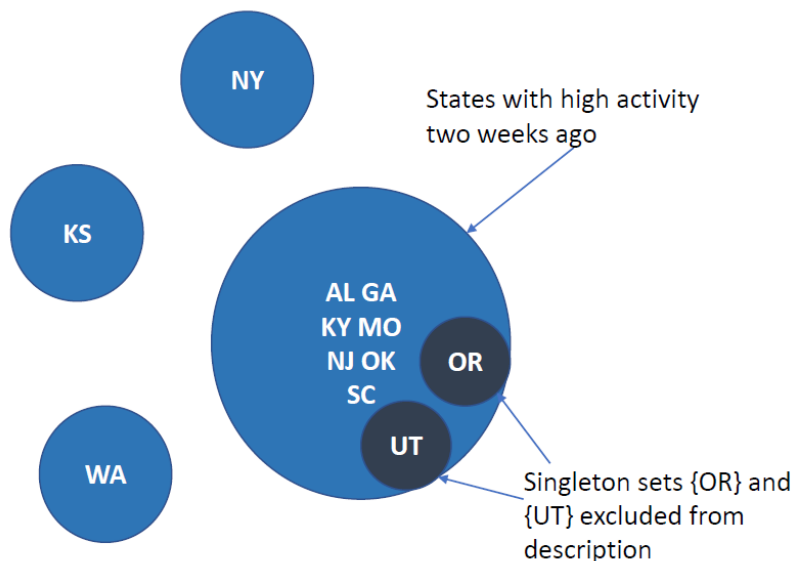 NY
States with high activity
two weeks ago
KS
AL GA
KY MO
NJ OK
SC
OR
UT
WA
Singleton sets {OR} and
{UT} excluded from
description